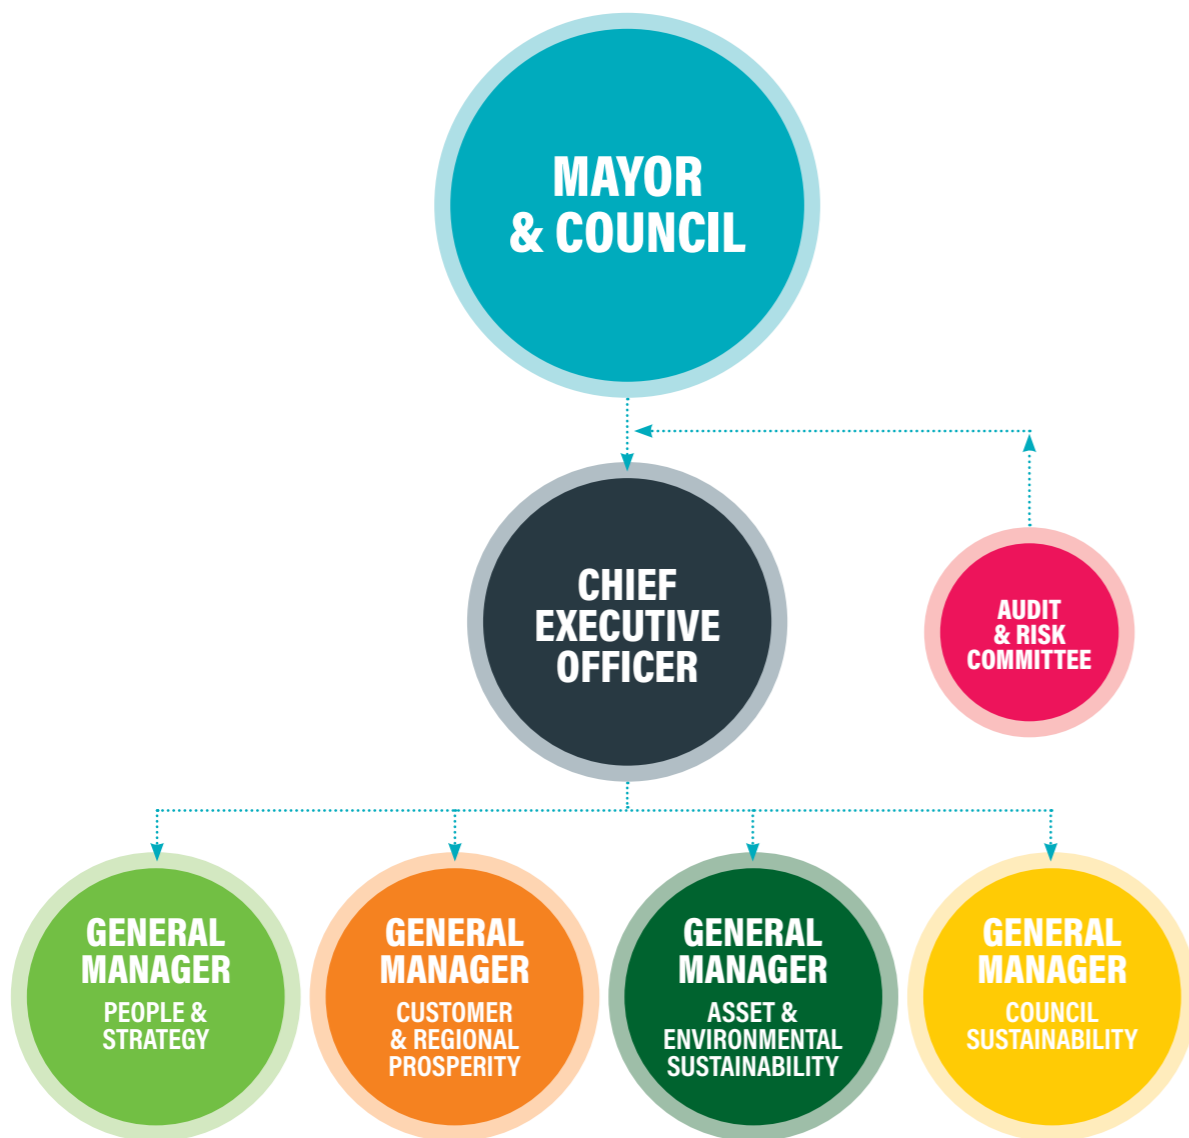 MAYOR
& COUNCIL
CHIEF
EXECUTIVE
OFFICER
AUDIT
& RISK
COMMITTEE
GENERAL
MANAGER
PEOPLE &
STRATEGY
GENERAL
MANAGER
CUSTOMER
& REGIONAL
PROSPERITY
GENERAL
MANAGER
ASSET &
ENVIRONMENTAL
SUSTAINABILITY
GENERAL
MANAGER
COUNCIL
SUSTAINABILITY